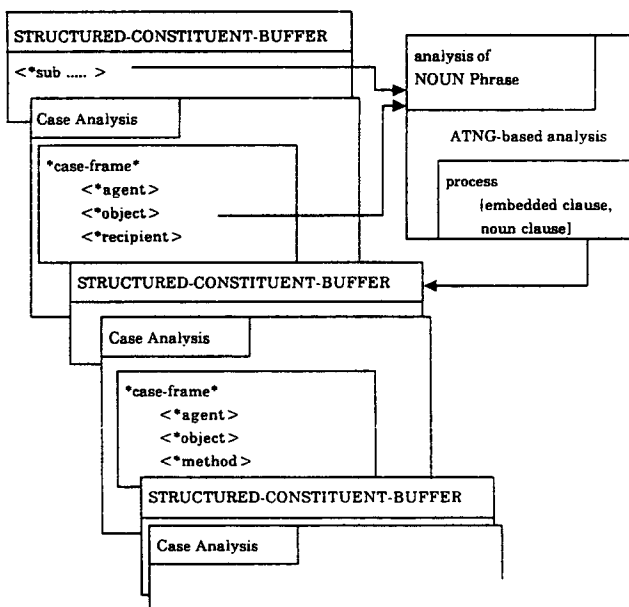 STRUCTURED-CONSTITUENT-BUFFER
<*sub ..... >
Case Analysis
*case-frame*
<*agent>
<*object>
<*recipient>
analysis of
NOUN Phrase
ATNG-based analysis
process
[embedded clause,
noun clause]
STRUCTURED-CONSTITUENT-BUFFER
Case Analysis
*case-frame*
<*agent>
<*object>
<*method>
STRUCTURED-CONSTITUENT-BUFFER
Case Analysis